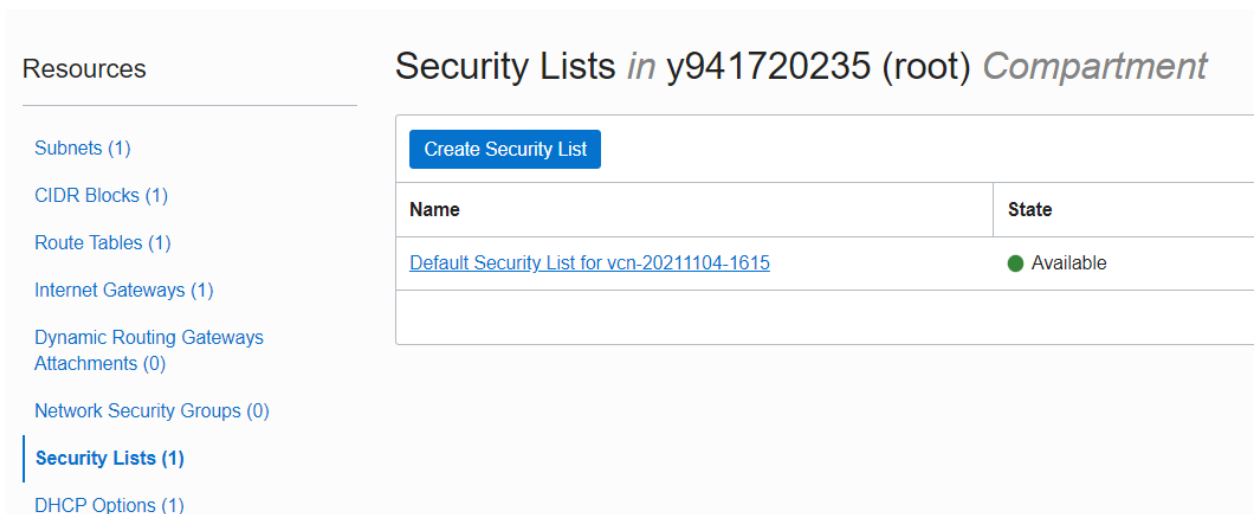 Resources
Subnets (1)
CIDR Blocks (1)
Route Tables (1)
Internet Gateways (1)
Dynamic Routing Gateways
Attachments (0)
Network Security Groups (0)
Security Lists (1)
DHCP Options (1)
Security Lists in y941720235 (root) Compartment
Create Security List
Name State
Default Security List for vcn-20211104-1615 Available